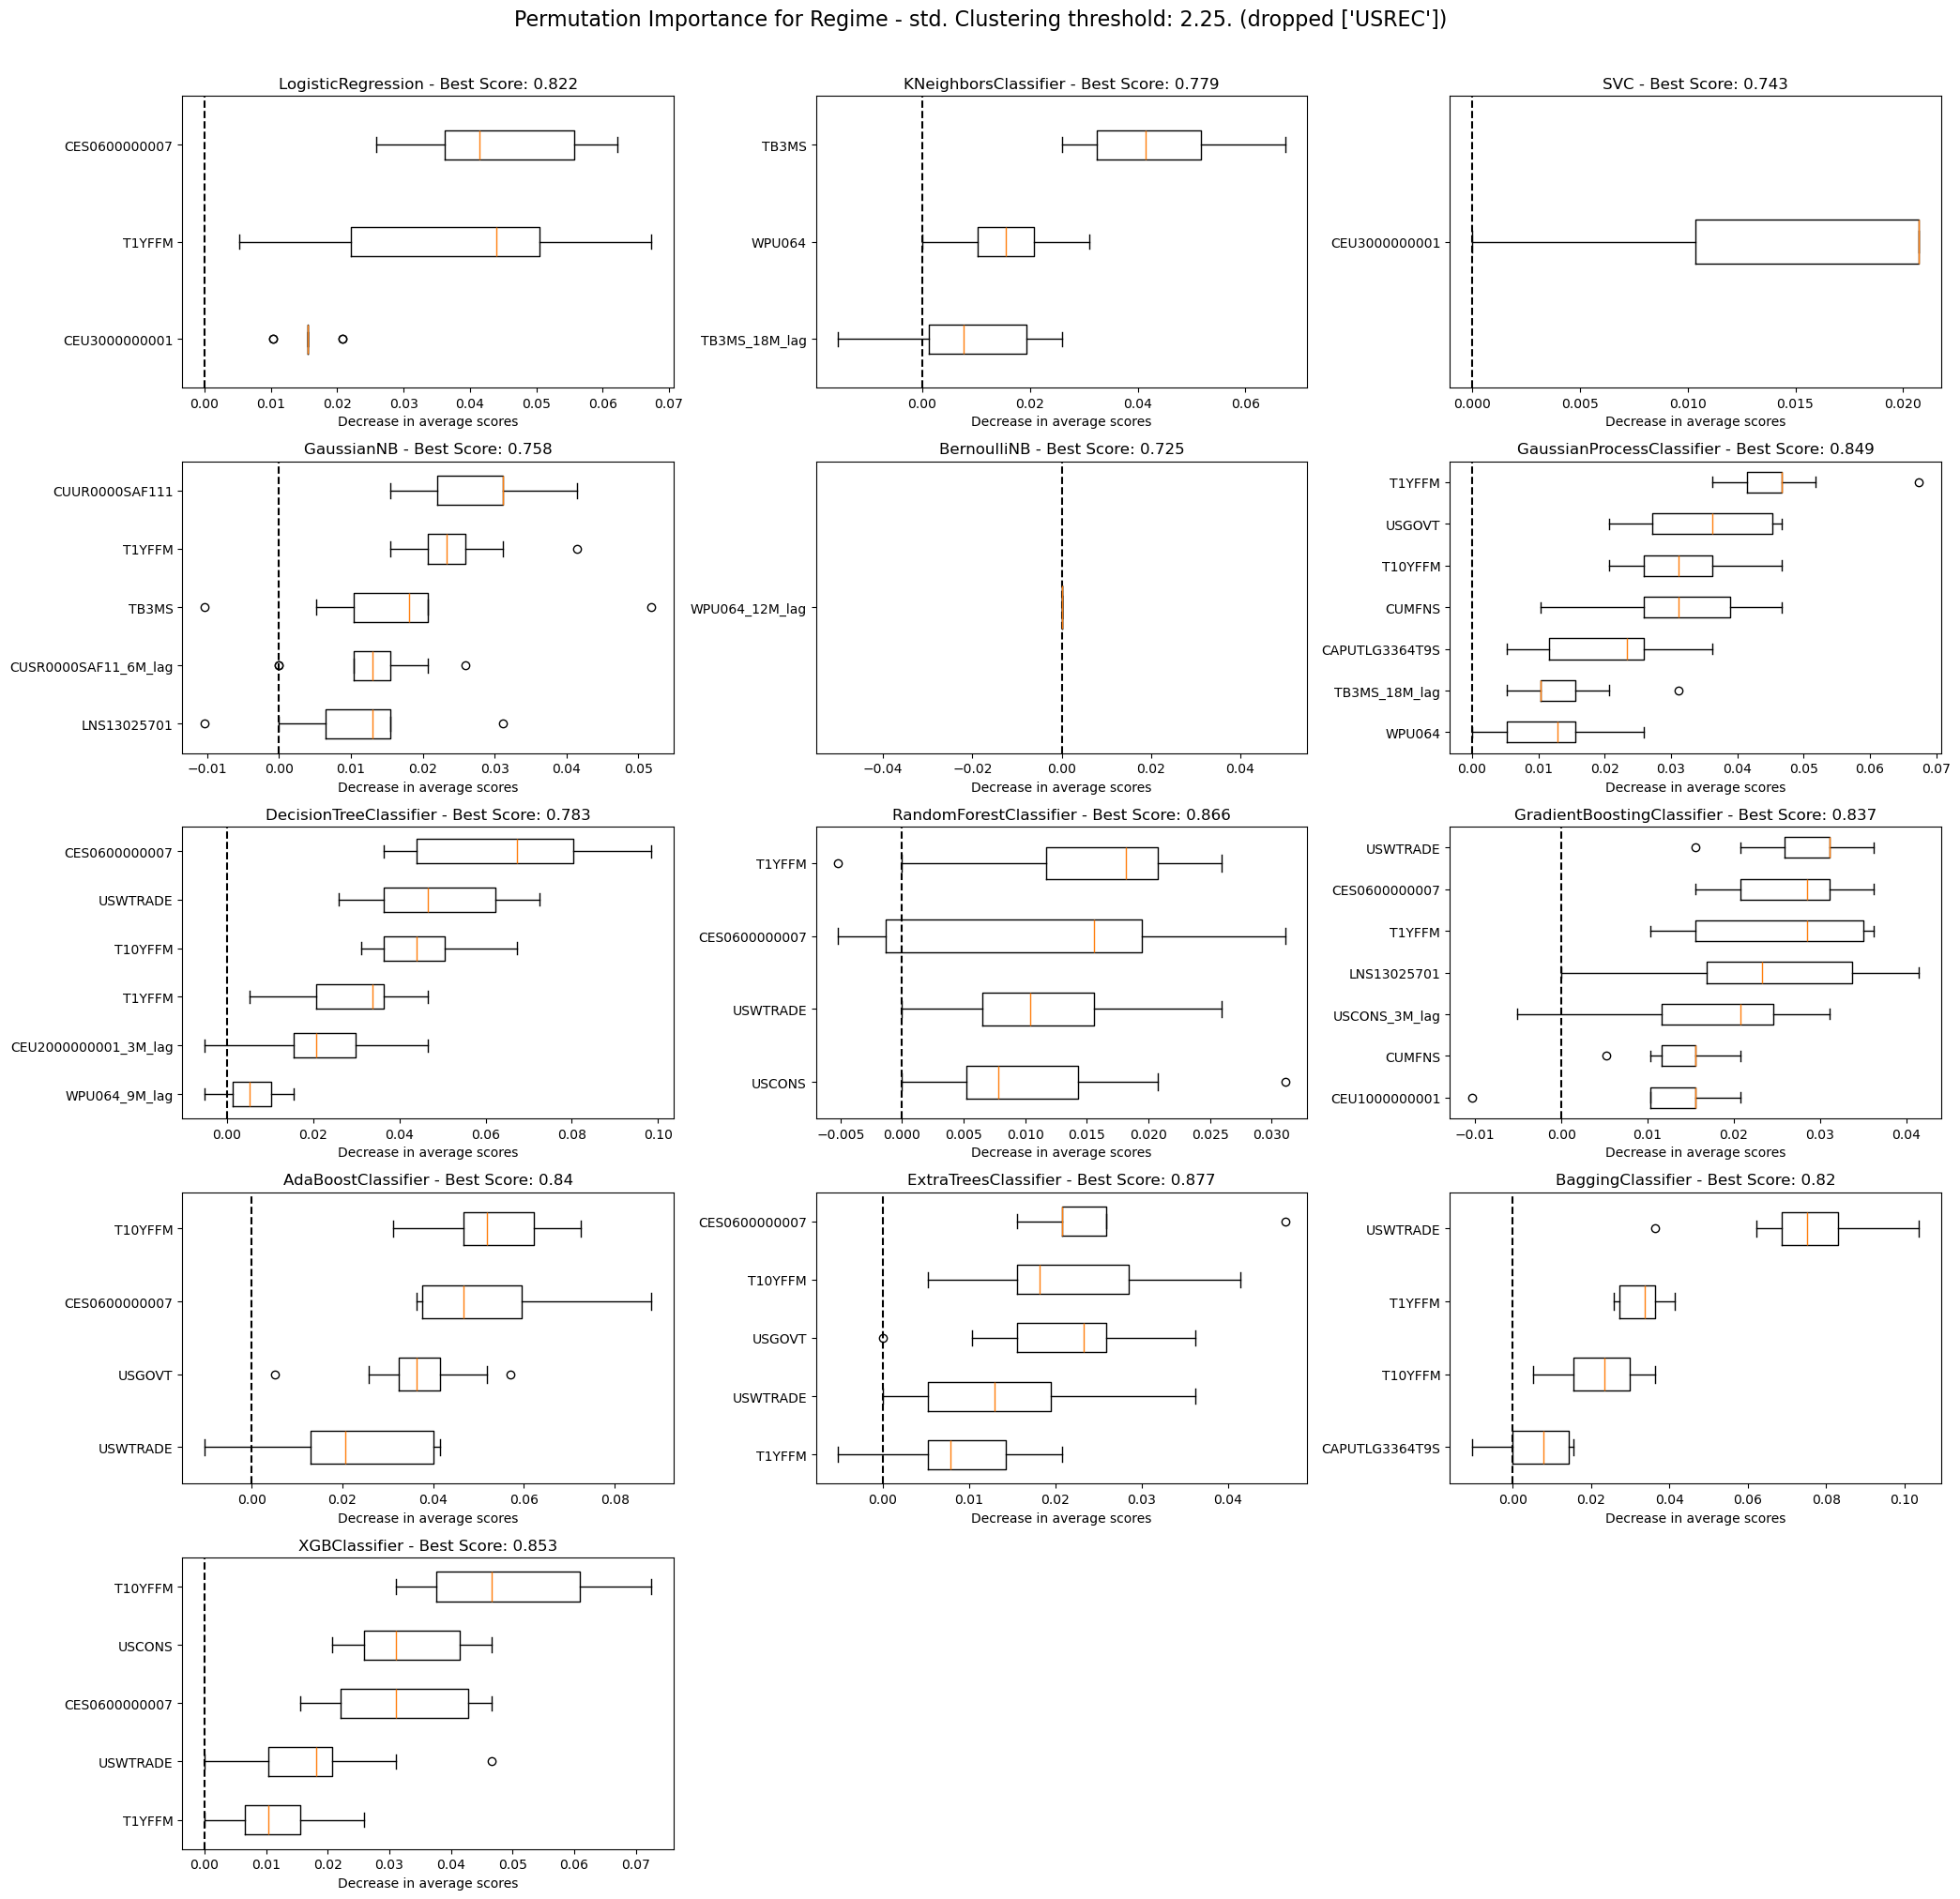 Permutation Importance for Regime - std. Clustering threshold: 2.25. (dropped ['USREC'])
LogisticRegression - Best Score: 0.822
CES0600000007
T1YFFM
CEU3000000001
0.00 0.01 0.02 0.03 0.04 0.05 0.06 0.07
Decrease in average scores
KNeighborsClassifier - Best Score: 0.779
TB3MS
WPU064
TB3MS_18M_lag
0.00 0.02 0.04 0.06
Decrease in average scores
SVC - Best Score: 0.743
CEU3000000001
0.000 0.005 0.010 0.015 0.020
Decrease in average scores
GaussianNB - Best Score: 0.758
CUUR0000SAF111
T1YFFM
TB3MS
CUSR0000SAF11_6M_lag
LNS13025701
−0.01 0.00 0.01 0.02 0.03 0.04 0.05
Decrease in average scores
BernoulliNB - Best Score: 0.725
WPU064_12M_lag
−0.04 −0.02 0.00 0.02 0.04
Decrease in average scores
GaussianProcessClassifier - Best Score: 0.849
T1YFFM
USGOVT
T10YFFM
CUMFNS
CAPUTLG3364T9S
TB3MS_18M_lag
WPU064
0.00 0.01 0.02 0.03 0.04 0.05 0.06 0.07
Decrease in average scores
DecisionTreeClassifier - Best Score: 0.783
CES0600000007
USWTRADE
T10YFFM
T1YFFM
CEU2000000001_3M_lag
WPU064_9M_lag
0.00 0.02 0.04 0.06 0.08 0.10
Decrease in average scores
RandomForestClassifier - Best Score: 0.866
T1YFFM
CES0600000007
USWTRADE
USCONS
−0.005 0.000 0.005 0.010 0.015 0.020 0.025 0.030
Decrease in average scores
GradientBoostingClassifier - Best Score: 0.837
USWTRADE
CES0600000007
T1YFFM
LNS13025701
USCONS_3M_lag
CUMFNS
CEU1000000001
−0.01 0.00 0.01 0.02 0.03 0.04
Decrease in average scores
AdaBoostClassifier - Best Score: 0.84
T10YFFM
CES0600000007
USGOVT
USWTRADE
0.00 0.02 0.04 0.06 0.08
Decrease in average scores
ExtraTreesClassifier - Best Score: 0.877
CES0600000007
T10YFFM
USGOVT
USWTRADE
T1YFFM
0.00 0.01 0.02 0.03 0.04
Decrease in average scores
BaggingClassifier - Best Score: 0.82
USWTRADE
T1YFFM
T10YFFM
CAPUTLG3364T9S
0.00 0.02 0.04 0.06 0.08 0.10
Decrease in average scores
XGBClassifier - Best Score: 0.853
T10YFFM
USCONS
CES0600000007
USWTRADE
T1YFFM
0.00 0.01 0.02 0.03 0.04 0.05 0.06 0.07
Decrease in average scores